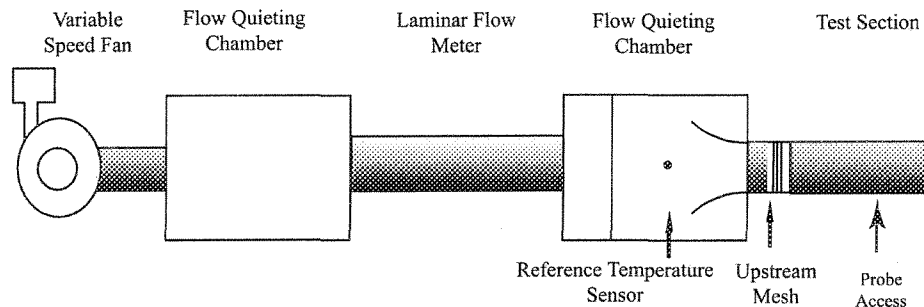 Variable
Speed Fan
Flow Quieting
Chamber
Laminar Flow
Meter
Flow Quieting
Chamber
Test Section
Reference Temperature
Sensor
Upstream
Mesh
Probe
Access